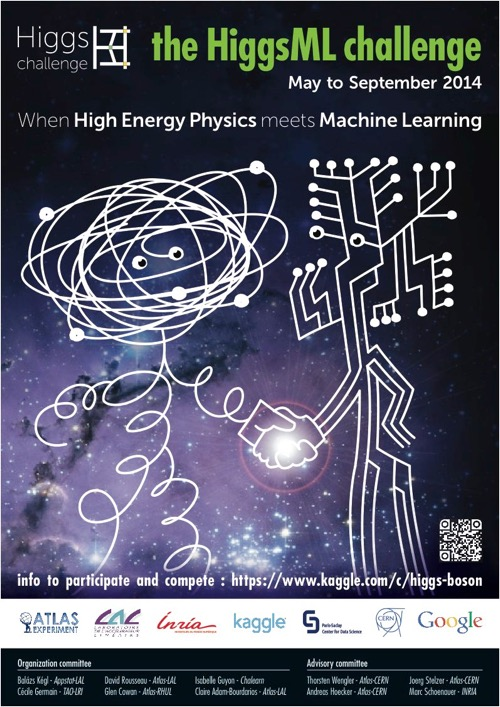 Higgs
challenge
the HiggsML challenge
May to September 2014
When High Energy Physics meets Machine Learning
info to participate and compete : https://www.kaggle.com/c/higgs-boson
ATLAS
EXPERIMENT
LAL
LABORATOIRE
DE L'ACCÉLÉRATEUR
LINÉAIRE
Inria
kaggle
Paris-Saclay
Center for Data Science
CERN
Google
Organization committee
Balázs Kégl - Appstat-LAL
Cécile Germain - TAO-LRI
David Rousseau - Atlas-LAL
Glen Cowan - Atlas-RHUL
Isabelle Guyon - Chalearn
Claire Adam-Bourdarios - Atlas-LAL
Advisory committee
Thorsten Wengler - Atlas-CERN
Andreas Hoecker - Atlas-CERN
Joerg Stelzer - Atlas-CERN
Marc Schoenauer - INRIA